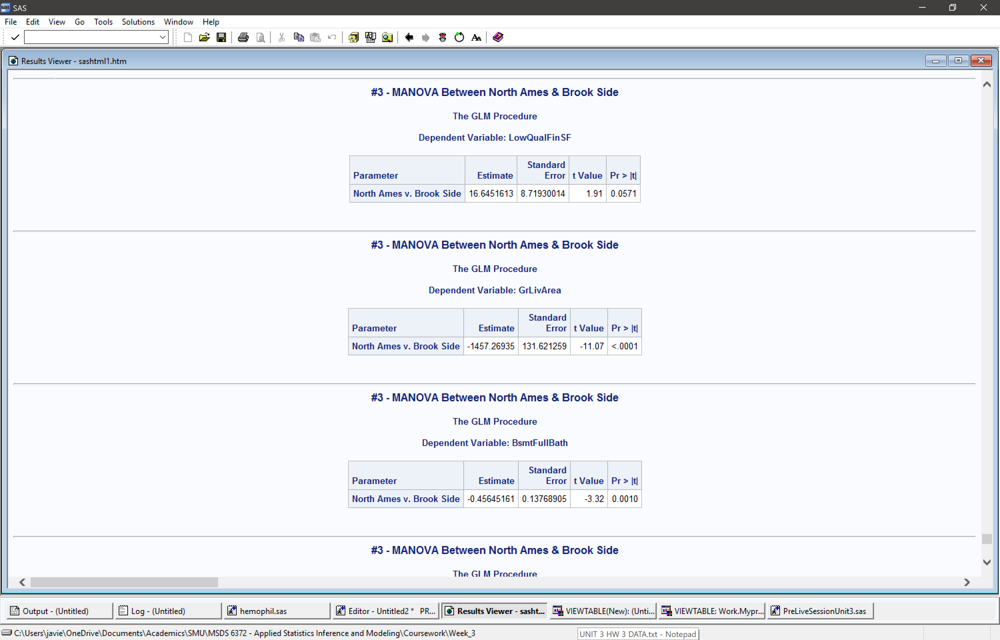 SAS
File Edit View Go Tools Solutions Window Help
Results Viewer - sashtml1.htm
#3 - MANOVA Between North Ames & Brook Side
The GLM Procedure
Dependent Variable: LowQualFinSF
Parameter Estimate Standard Error t Value Pr > |t|
North Ames v. Brook Side 16.6451613 8.71930014 1.91 0.0571
#3 - MANOVA Between North Ames & Brook Side
The GLM Procedure
Dependent Variable: GrLivArea
Parameter Estimate Standard Error t Value Pr > |t|
North Ames v. Brook Side -1457.26935 131.621259 -11.07 <.0001
#3 - MANOVA Between North Ames & Brook Side
The GLM Procedure
Dependent Variable: BsmtFullBath
Parameter Estimate Standard Error t Value Pr > |t|
North Ames v. Brook Side -0.45645161 0.13768905 -3.32 0.0010
#3 - MANOVA Between North Ames & Brook Side
The GLM Procedure
Output - (Untitled) Log - (Untitled) hemophil.sas Editor - Untitled2 * PR... Results Viewer - sasht... VIEWTABLE(New): (Unti... VIEWTABLE: Work.Mypr... PreLiveSessionUnit3.sas
C:\Users\javie\OneDrive\Documents\Academics\SMU\MSDS 6372 - Applied Statistics Inference and Modeling\Coursework\Week_3
UNIT 3 HW 3 DATA.txt - Notepad